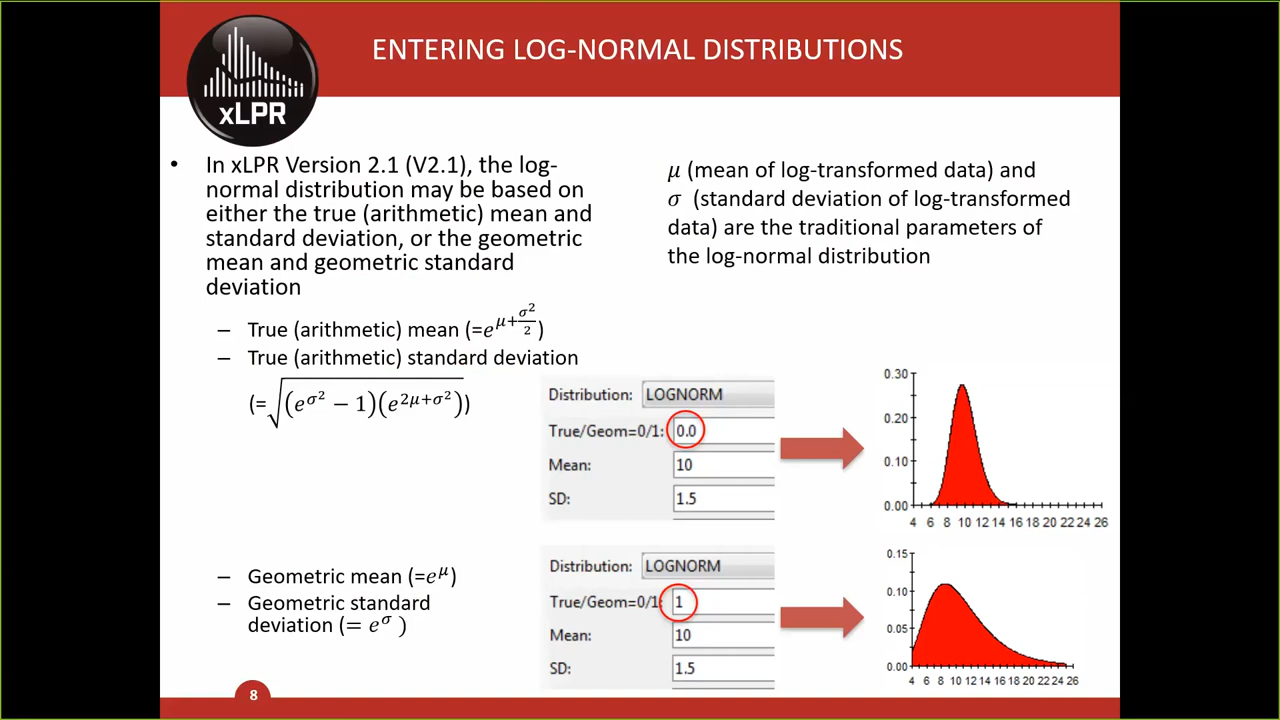 ENTERING LOG-NORMAL DISTRIBUTIONS
xLPR
• In xLPR Version 2.1 (V2.1), the log-
normal distribution may be based on
either the true (arithmetic) mean and
standard deviation, or the geometric
mean and geometric standard
deviation
– True (arithmetic) mean (=𝑒^(𝜇+𝜎²/2))
– True (arithmetic) standard deviation
(=√((𝑒^(𝜎²) − 1)(𝑒^(2𝜇+𝜎²))))
– Geometric mean (=𝑒^𝜇)
– Geometric standard
deviation (= 𝑒^𝜎 )
𝜇 (mean of log-transformed data) and
𝜎 (standard deviation of log-transformed
data) are the traditional parameters of
the log-normal distribution
Distribution: LOGNORM
True/Geom=0/1: 0.0
Mean: 10
SD: 1.5
0.30
0.20
0.10
0.00
4 6 8 10 12 14 16 18 20 22 24 26
Distribution: LOGNORM
True/Geom=0/1: 1
Mean: 10
SD: 1.5
0.15
0.10
0.05
0.00
4 6 8 10 12 14 16 18 20 22 24 26
8